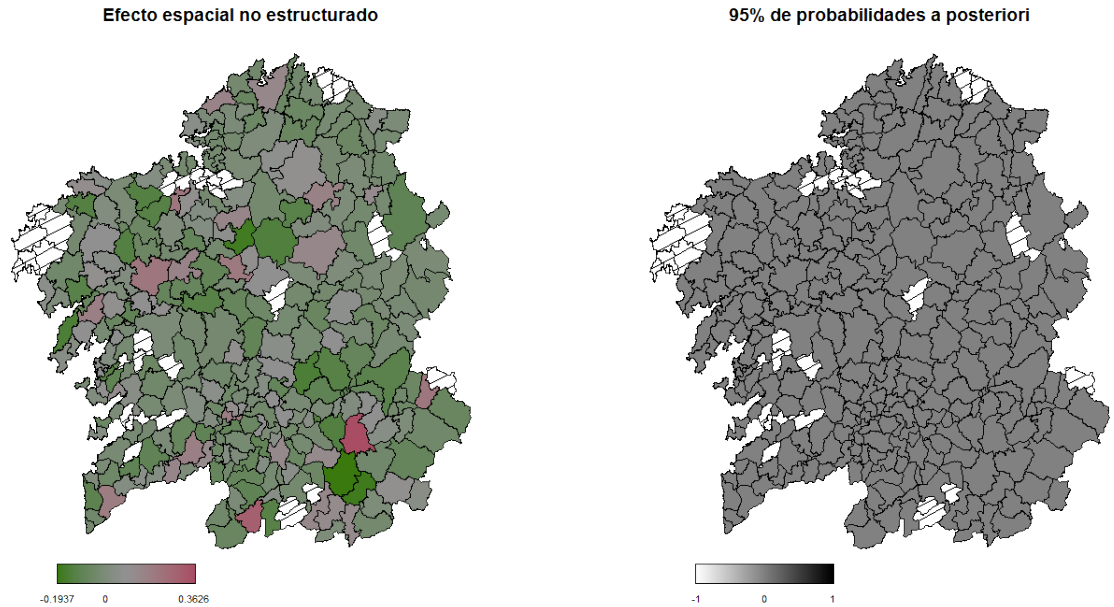 Efecto espacial no estructurado
95% de probabilidades a posteriori
-0.1937 0 0.3626
-1 0 1